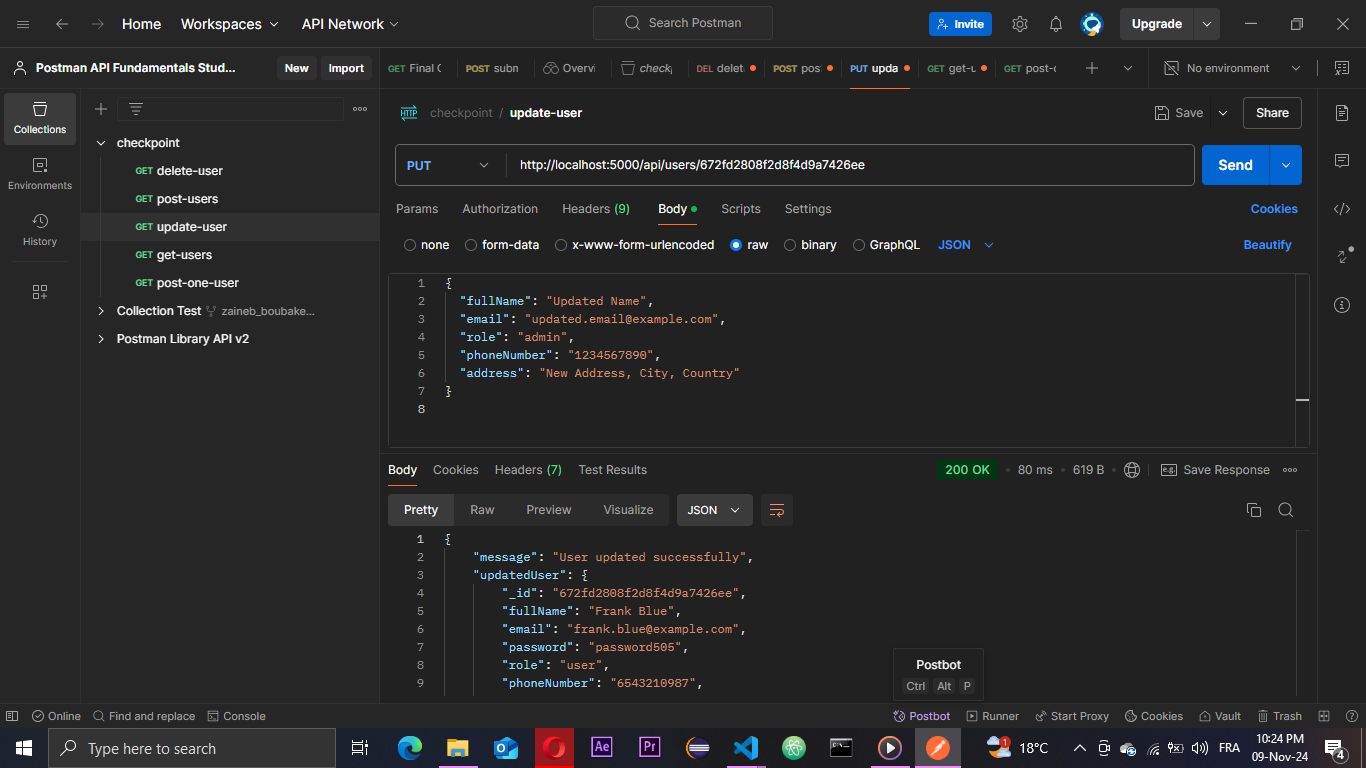 Home Workspaces API Network Search Postman Invite Upgrade
Postman API Fundamentals Stud... New Import GET Final C POST subm Overvi check DEL delet POST pos PUT upda GET get-u GET post-c No environment
Collections
Environments
History
checkpoint
GET delete-user
GET post-users
GET update-user
GET get-users
GET post-one-user
Collection Test zaineb_boubake...
Postman Library API v2
HTTP checkpoint / update-user Save Share
PUT http://localhost:5000/api/users/672fd2808f2d8f4d9a7426ee Send
Params Authorization Headers (9) Body Scripts Settings Cookies
none form-data x-www-form-urlencoded raw binary GraphQL JSON Beautify
1 {
2 "fullName": "Updated Name",
3 "email": "updated.email@example.com",
4 "role": "admin",
5 "phoneNumber": "1234567890",
6 "address": "New Address, City, Country"
7 }
8
Body Cookies Headers (7) Test Results 200 OK 80 ms 619 B e.g. Save Response
Pretty Raw Preview Visualize JSON
1 {
2 "message": "User updated successfully",
3 "updatedUser": {
4 "_id": "672fd2808f2d8f4d9a7426ee",
5 "fullName": "Frank Blue",
6 "email": "frank.blue@example.com",
7 "password": "password505",
8 "role": "user",
9 "phoneNumber": "6543210987",
Postbot
Ctrl Alt P
Online Find and replace Console Postbot Runner Start Proxy Cookies Vault Trash
Type here to search Ae Pr 1 18°C FRA 10:24 PM
09-Nov-24 4